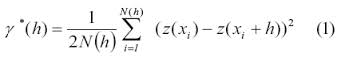 γ *(h) = 1/2N(h) N(h) ∑ i=1 (z(x_i) − z(x_i + h))² (1)